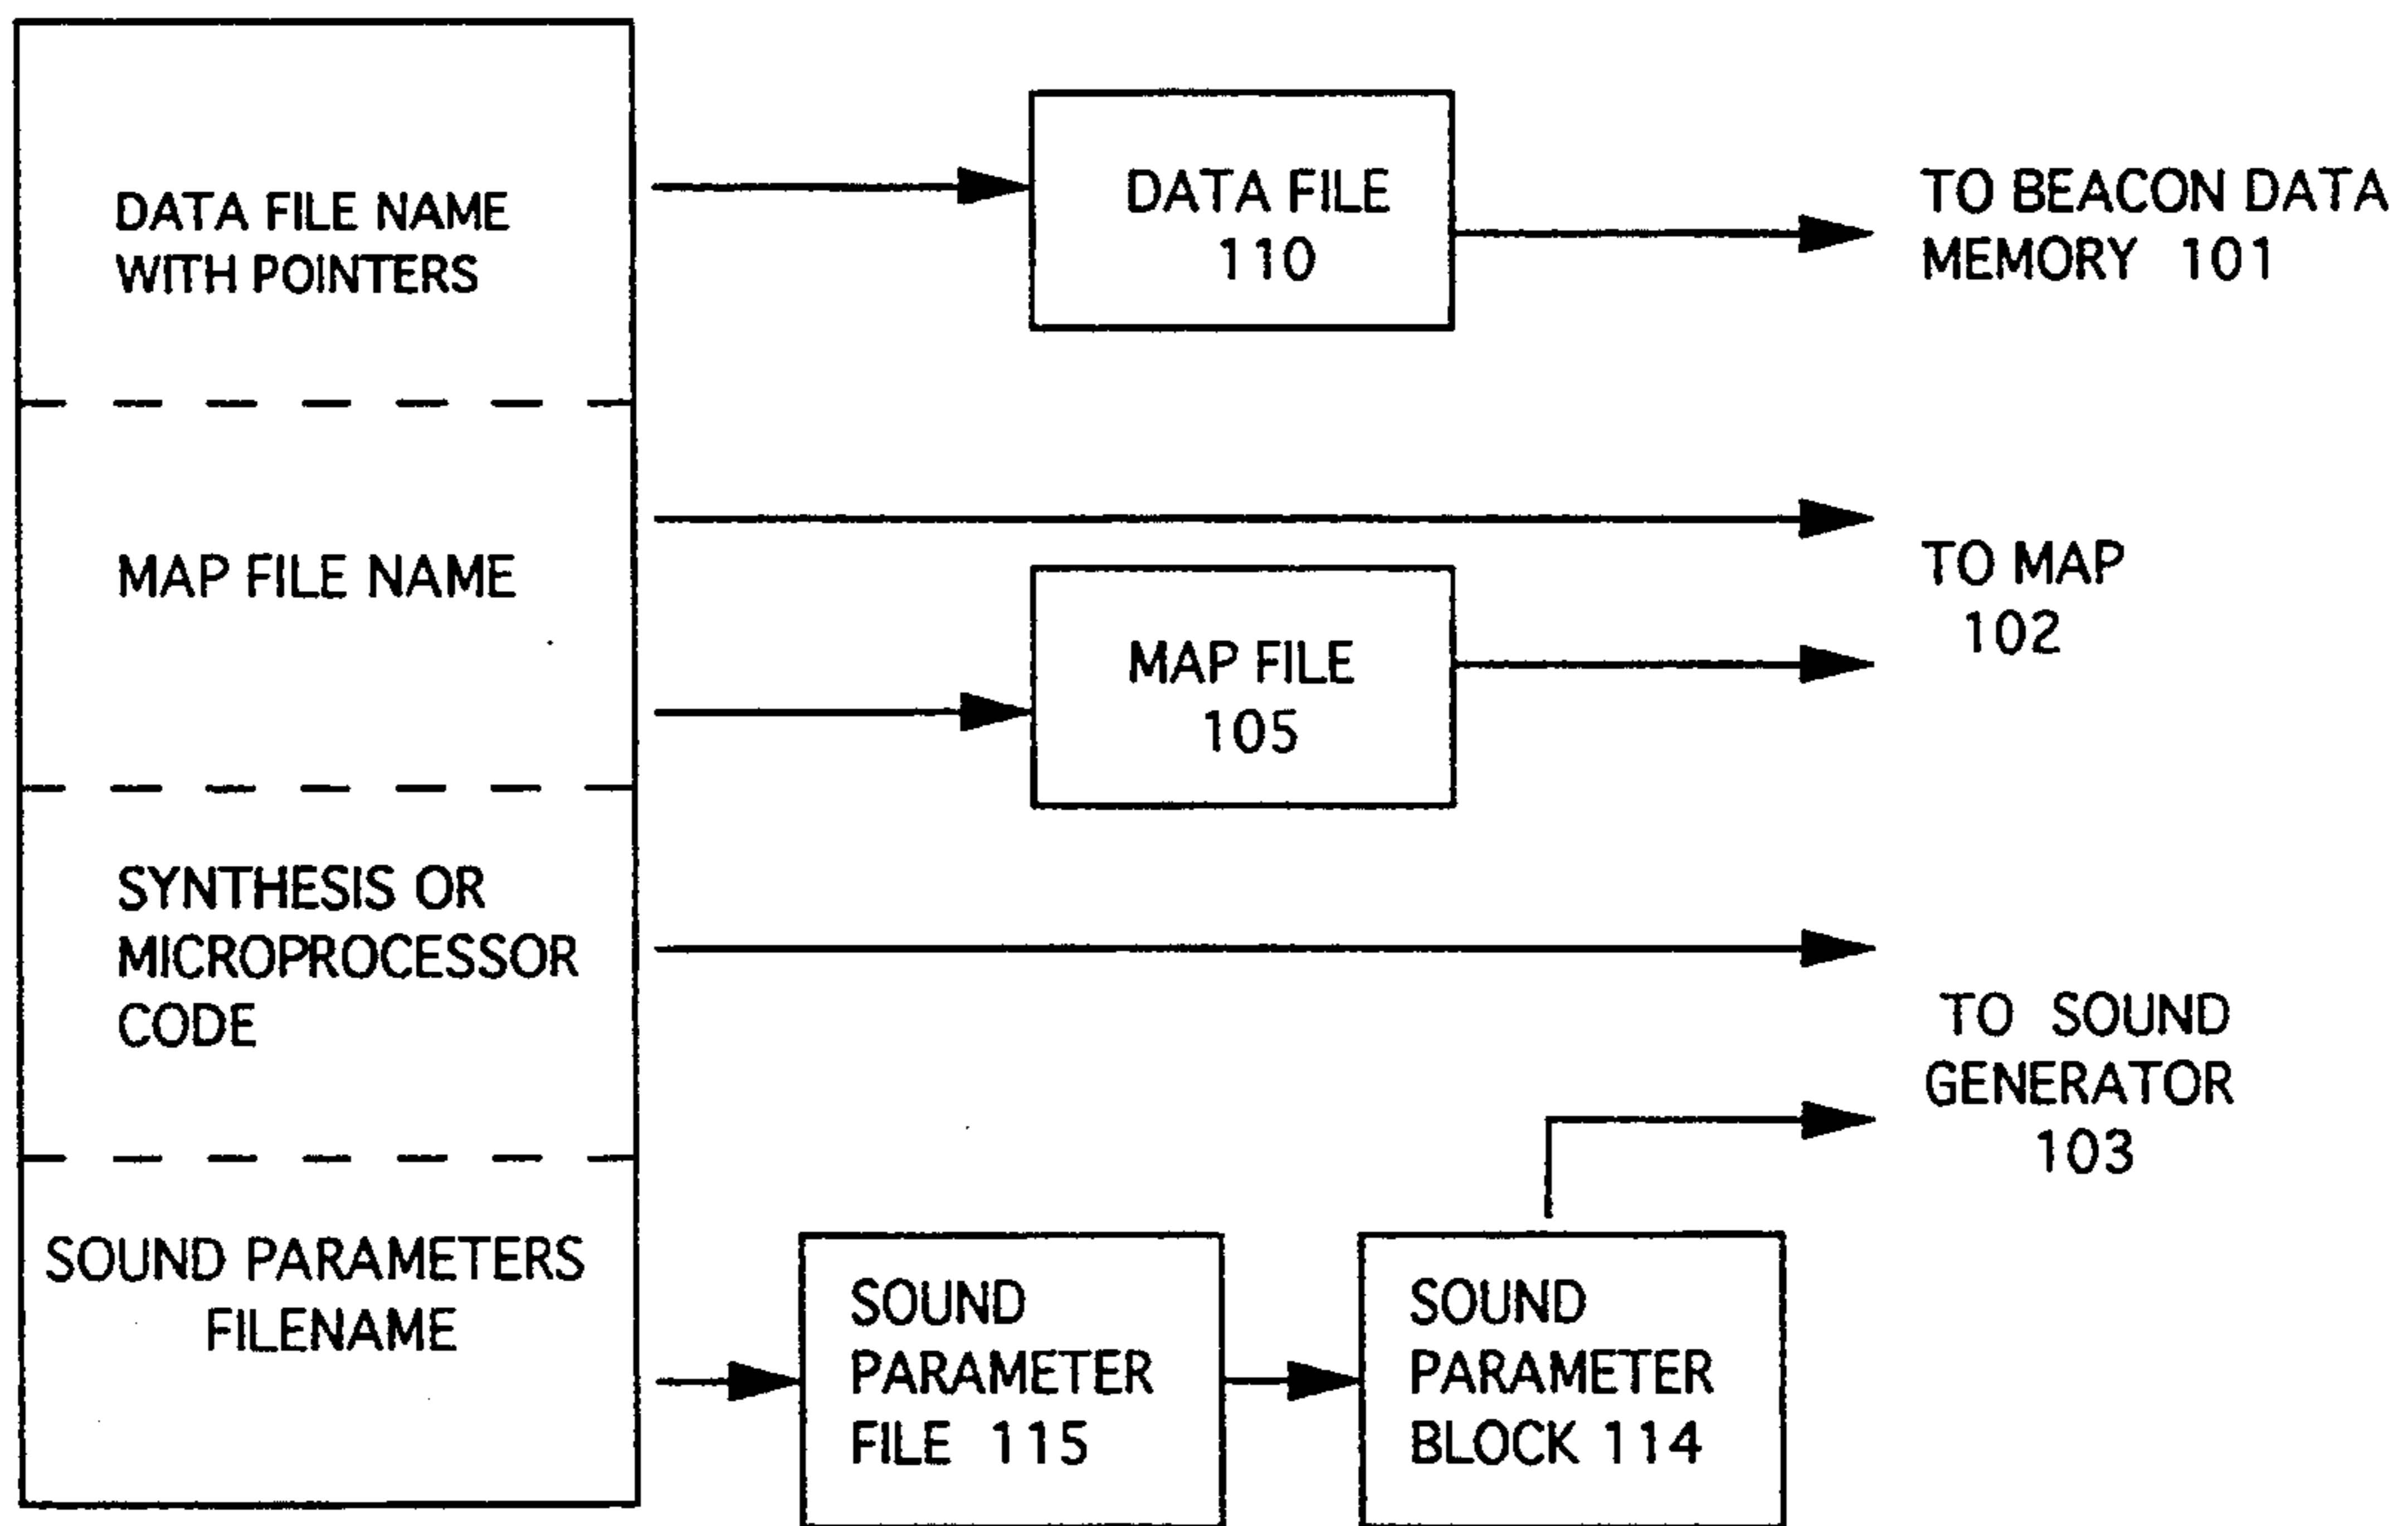 DATA FILE NAME
WITH POINTERS
DATA FILE
110
TO BEACON DATA
MEMORY 101
MAP FILE NAME
MAP FILE
105
TO MAP
102
SYNTHESIS OR
MICROPROCESSOR
CODE
TO SOUND
GENERATOR
103
SOUND PARAMETERS
FILENAME
SOUND
PARAMETER
FILE 115
SOUND
PARAMETER
BLOCK 114